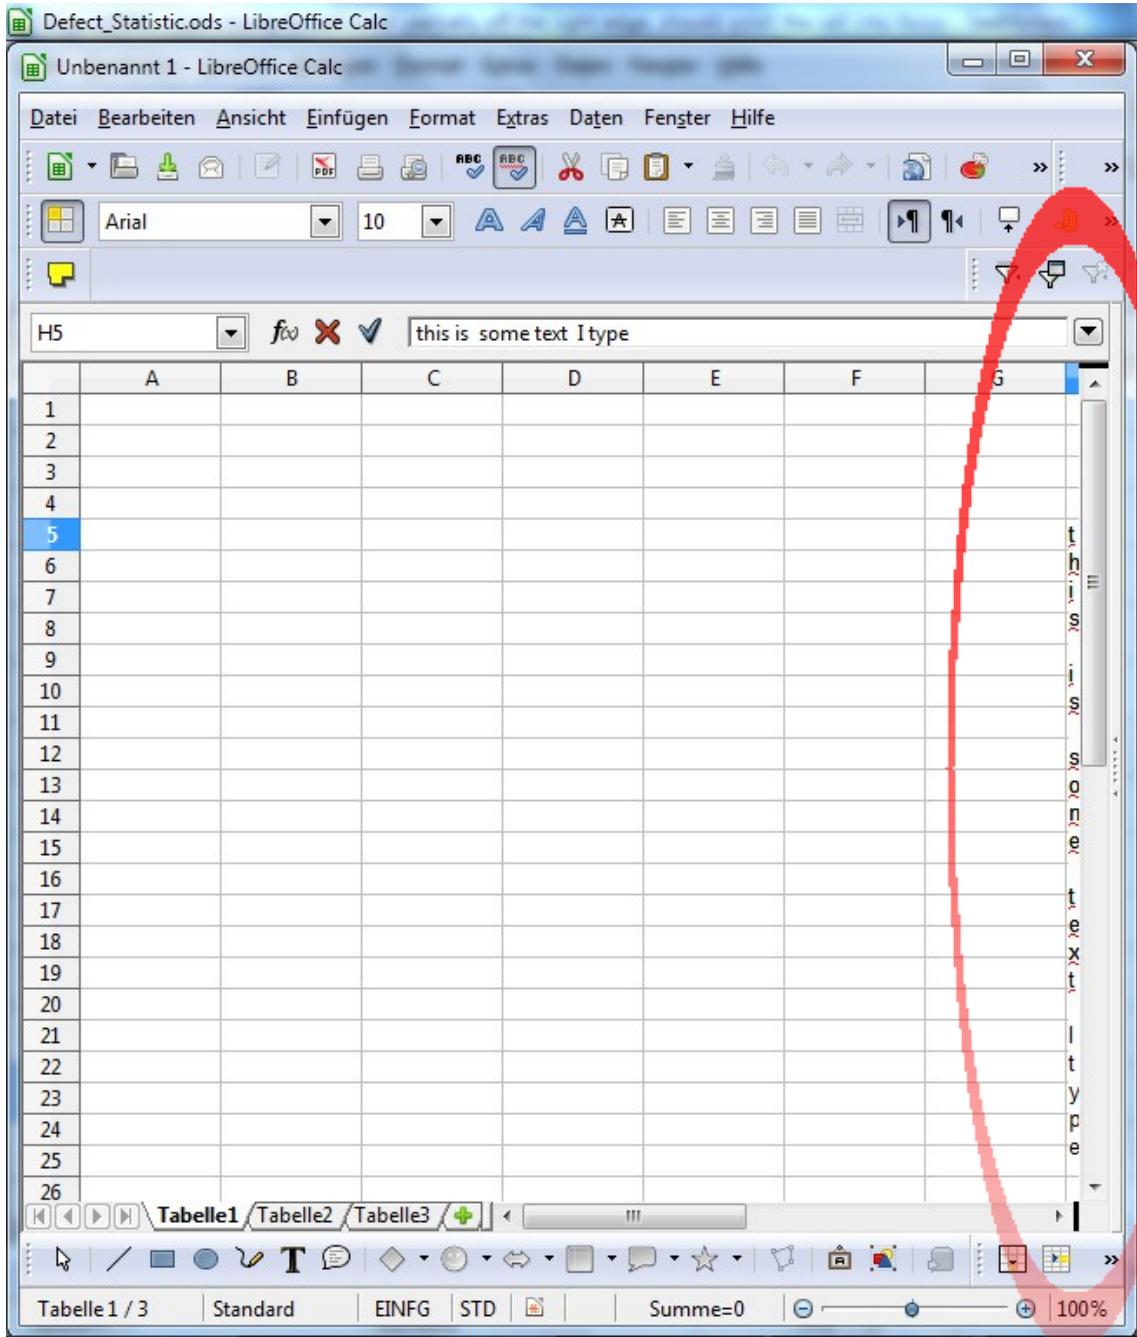 Defect_Statistic.ods - LibreOffice Calc
Unbenannt 1 - LibreOffice Calc
Datei Bearbeiten Ansicht Einfügen Format Extras Daten Fenster Hilfe
PDF ABC ABC
Arial 10 A A A A
H5 f(x) this is  some text  I type
A B C D E F G
1
2
3
4
5 t
6 h
7 i
8 s
9
10 i
11 s
12 s
13 o
14 m
15 e
16
17 t
18 e
19 x
20 t
21 I
22 t
23 y
24 p
25 e
26
Tabelle1 Tabelle2 Tabelle3
T A
Tabelle 1 / 3 Standard EINFG STD Summe=0 100%